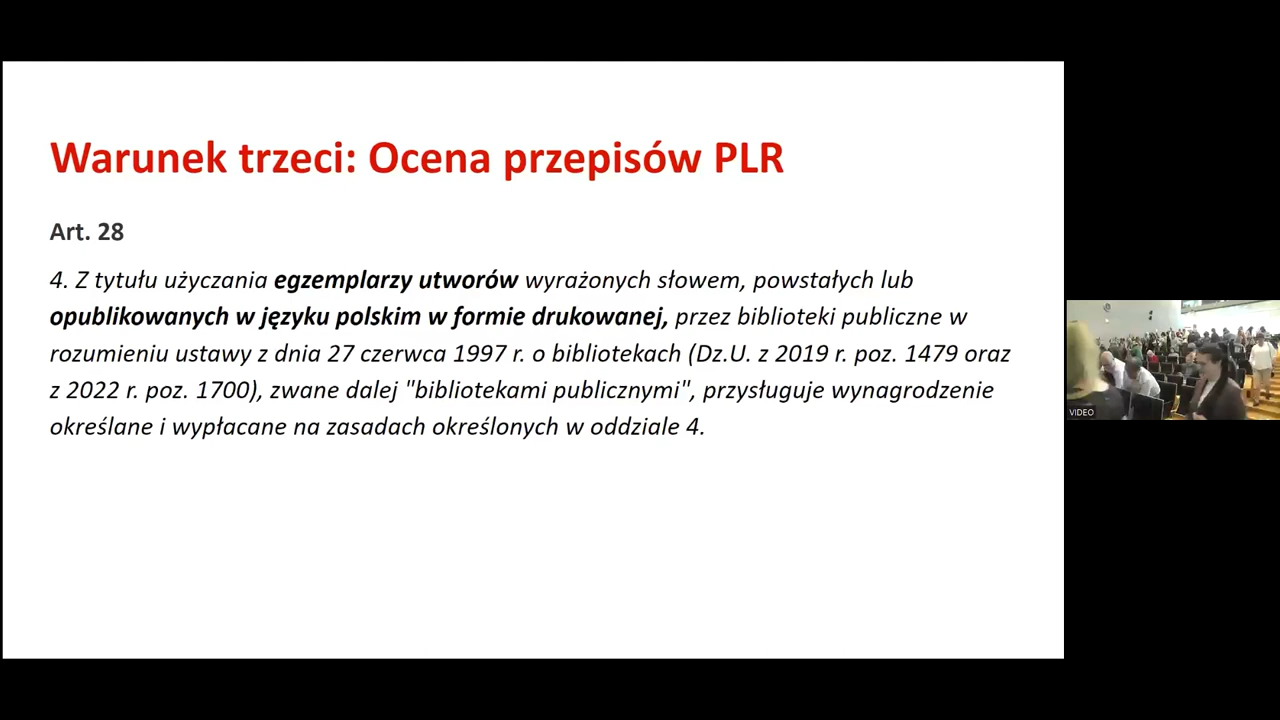 Warunek trzeci: Ocena przepisów PLR
Art. 28
4. Z tytułu użyczania egzemplarzy utworów wyrażonych słowem, powstałych lub
opublikowanych w języku polskim w formie drukowanej, przez biblioteki publiczne w
rozumieniu ustawy z dnia 27 czerwca 1997 r. o bibliotekach (Dz.U. z 2019 r. poz. 1479 oraz
z 2022 r. poz. 1700), zwane dalej "bibliotekami publicznymi", przysługuje wynagrodzenie
określane i wypłacane na zasadach określonych w oddziale 4.
VIDEO